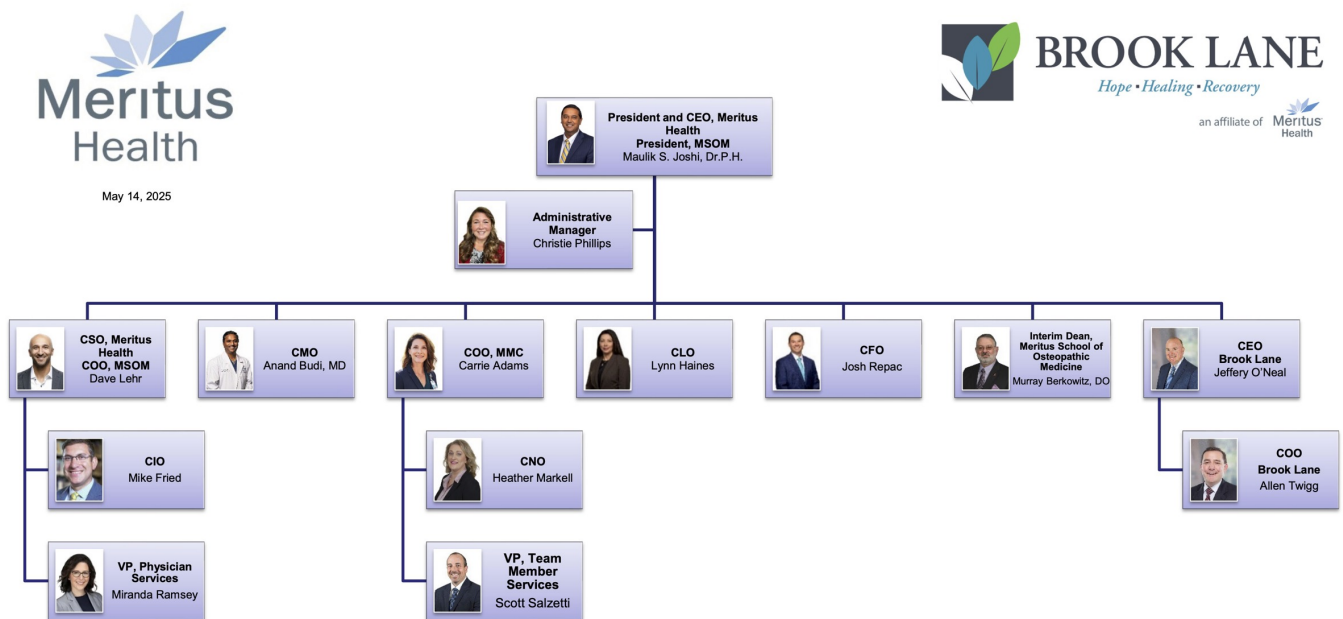 Meritus
Health
May 14, 2025
BROOK LANE
Hope • Healing • Recovery
an affiliate of Meritus
Health
President and CEO, Meritus
Health
President, MSOM
Maulik S. Joshi, Dr.P.H.
Administrative
Manager
Christie Phillips
CSO, Meritus
Health
COO, MSOM
Dave Lehr
CMO
Anand Budi, MD
COO, MMC
Carrie Adams
CLO
Lynn Haines
CFO
Josh Repac
Interim Dean,
Meritus School of
Osteopathic
Medicine
Murray Berkowitz, DO
CEO
Brook Lane
Jeffery O'Neal
CIO
Mike Fried
CNO
Heather Markell
COO
Brook Lane
Allen Twigg
VP, Physician
Services
Miranda Ramsey
VP, Team
Member
Services
Scott Salzetti